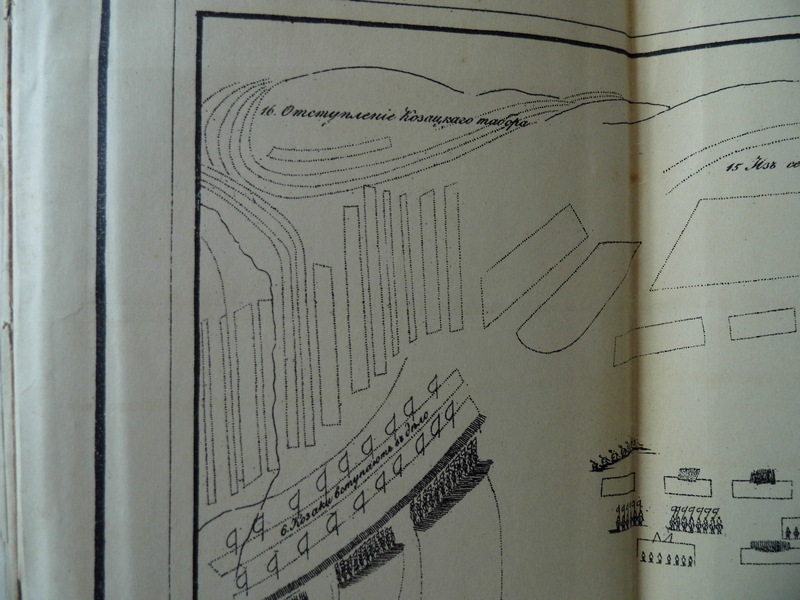 16. Отступленіе Козацкаго табора
15 Изъ
6. Козаки вступаютъ въ дѣло